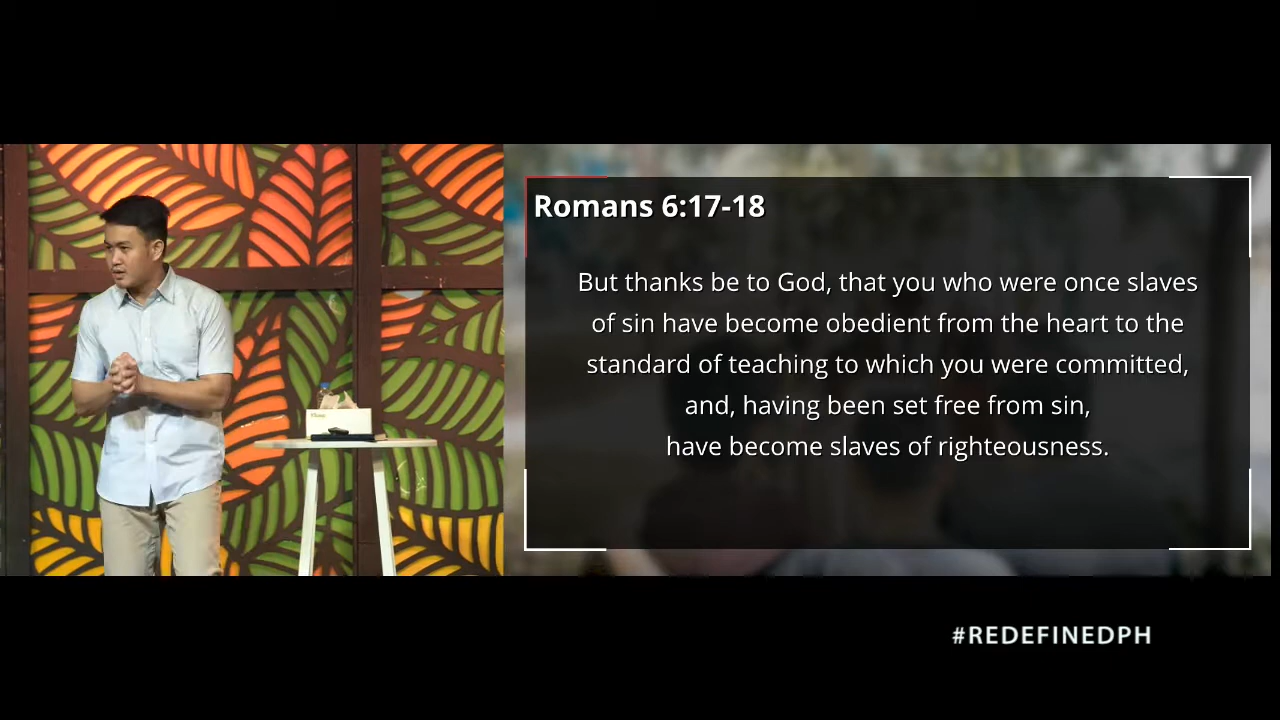 Romans 6:17-18
But thanks be to God, that you who were once slaves
of sin have become obedient from the heart to the
standard of teaching to which you were committed,
and, having been set free from sin,
have become slaves of righteousness.
#REDEFINEDPH